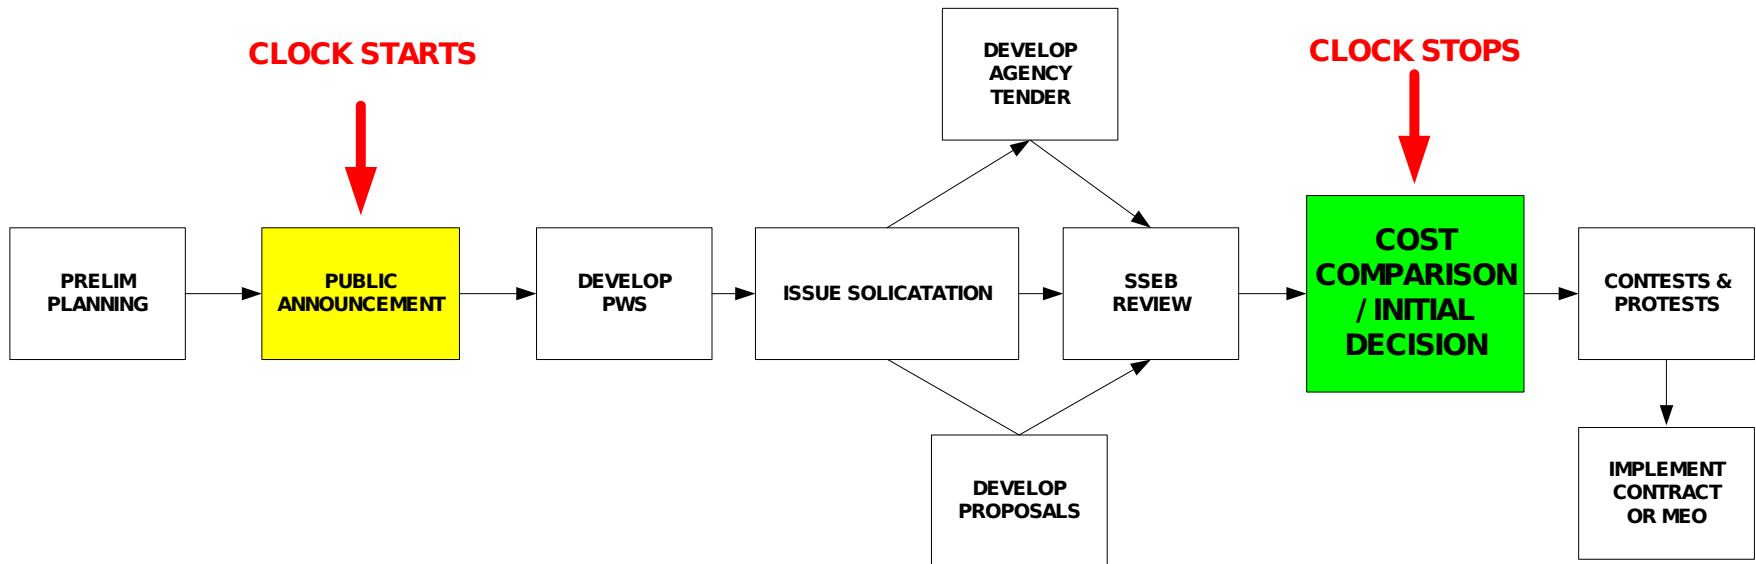 CLOCK STARTS
CLOCK STOPS
DEVELOP
AGENCY
TENDER
PRELIM
PLANNING
PUBLIC
ANNOUNCEMENT
DEVELOP
PWS
ISSUE SOLICATATION
SSEB
REVIEW
COST
COMPARISON
/ INITIAL
DECISION
CONTESTS &
PROTESTS
DEVELOP
PROPOSALS
IMPLEMENT
CONTRACT
OR MEO